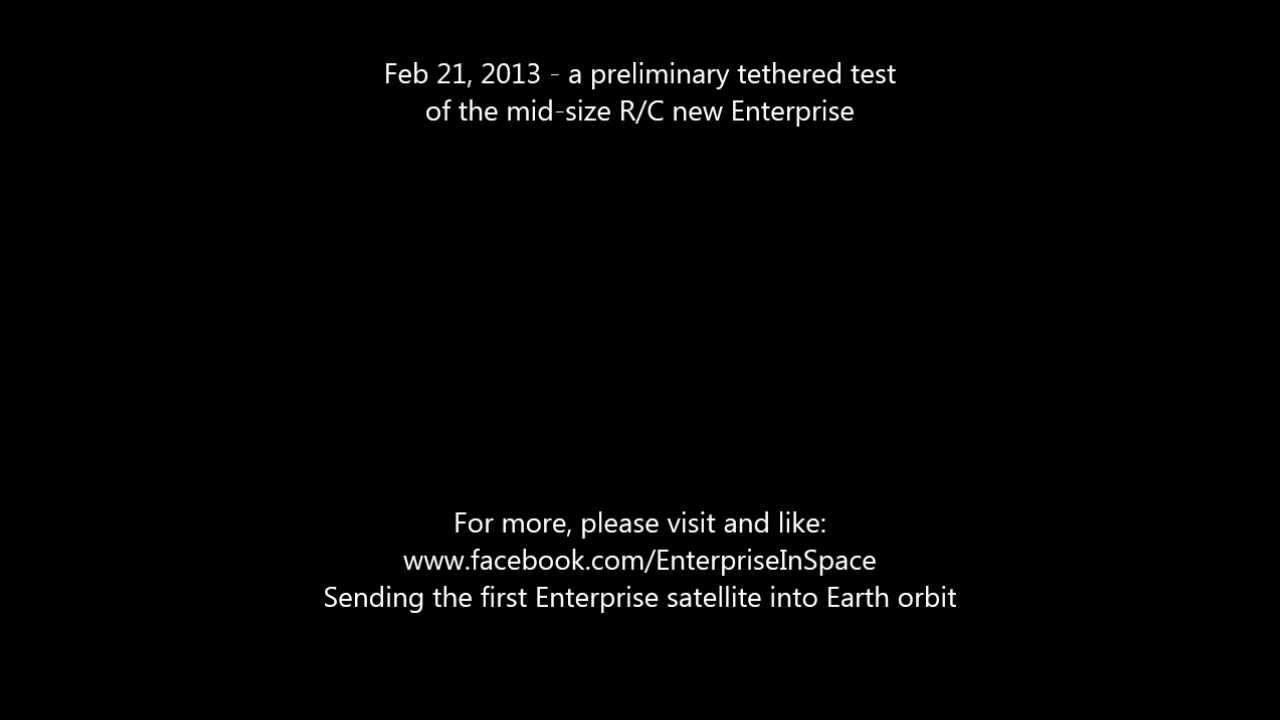 Feb 21, 2013 - a preliminary tethered test
of the mid-size R/C new Enterprise
For more, please visit and like:
www.facebook.com/EnterpriseInSpace
Sending the first Enterprise satellite into Earth orbit